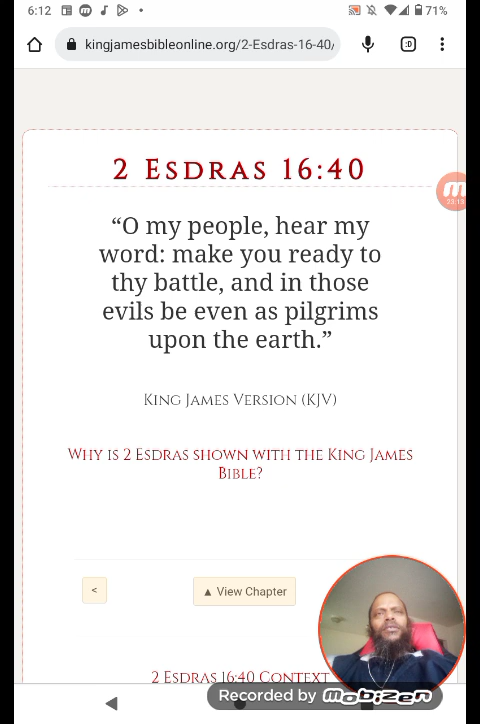 6:12
71%
kingjamesbibleonline.org/2-Esdras-16-40/
:D
2 Esdras 16:40
23:13
“O my people, hear my
word: make you ready to
thy battle, and in those
evils be even as pilgrims
upon the earth.”
King James Version (KJV)
Why is 2 Esdras shown with the King James
Bible?
<
▲ View Chapter
2 Esdras 16:40 Context
Recorded by mobizen